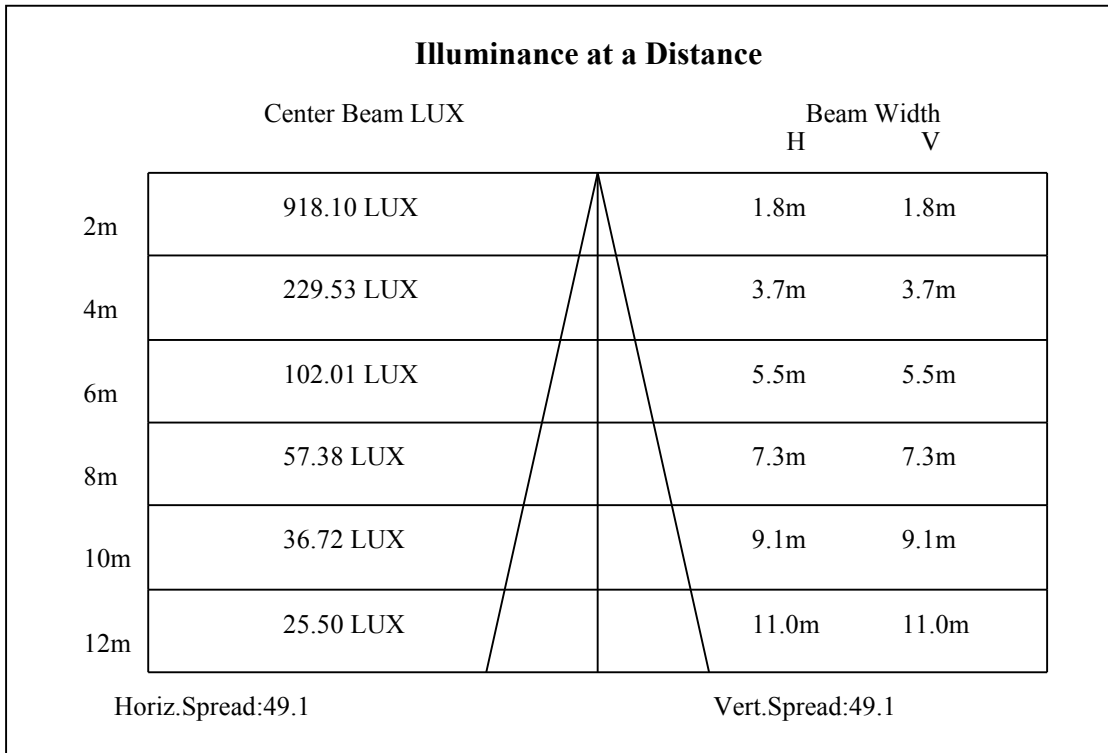 Illuminance at a Distance
Center Beam LUX Beam Width
H V
2m 918.10 LUX 1.8m 1.8m
4m 229.53 LUX 3.7m 3.7m
6m 102.01 LUX 5.5m 5.5m
8m 57.38 LUX 7.3m 7.3m
10m 36.72 LUX 9.1m 9.1m
12m 25.50 LUX 11.0m 11.0m
Horiz.Spread:49.1 Vert.Spread:49.1